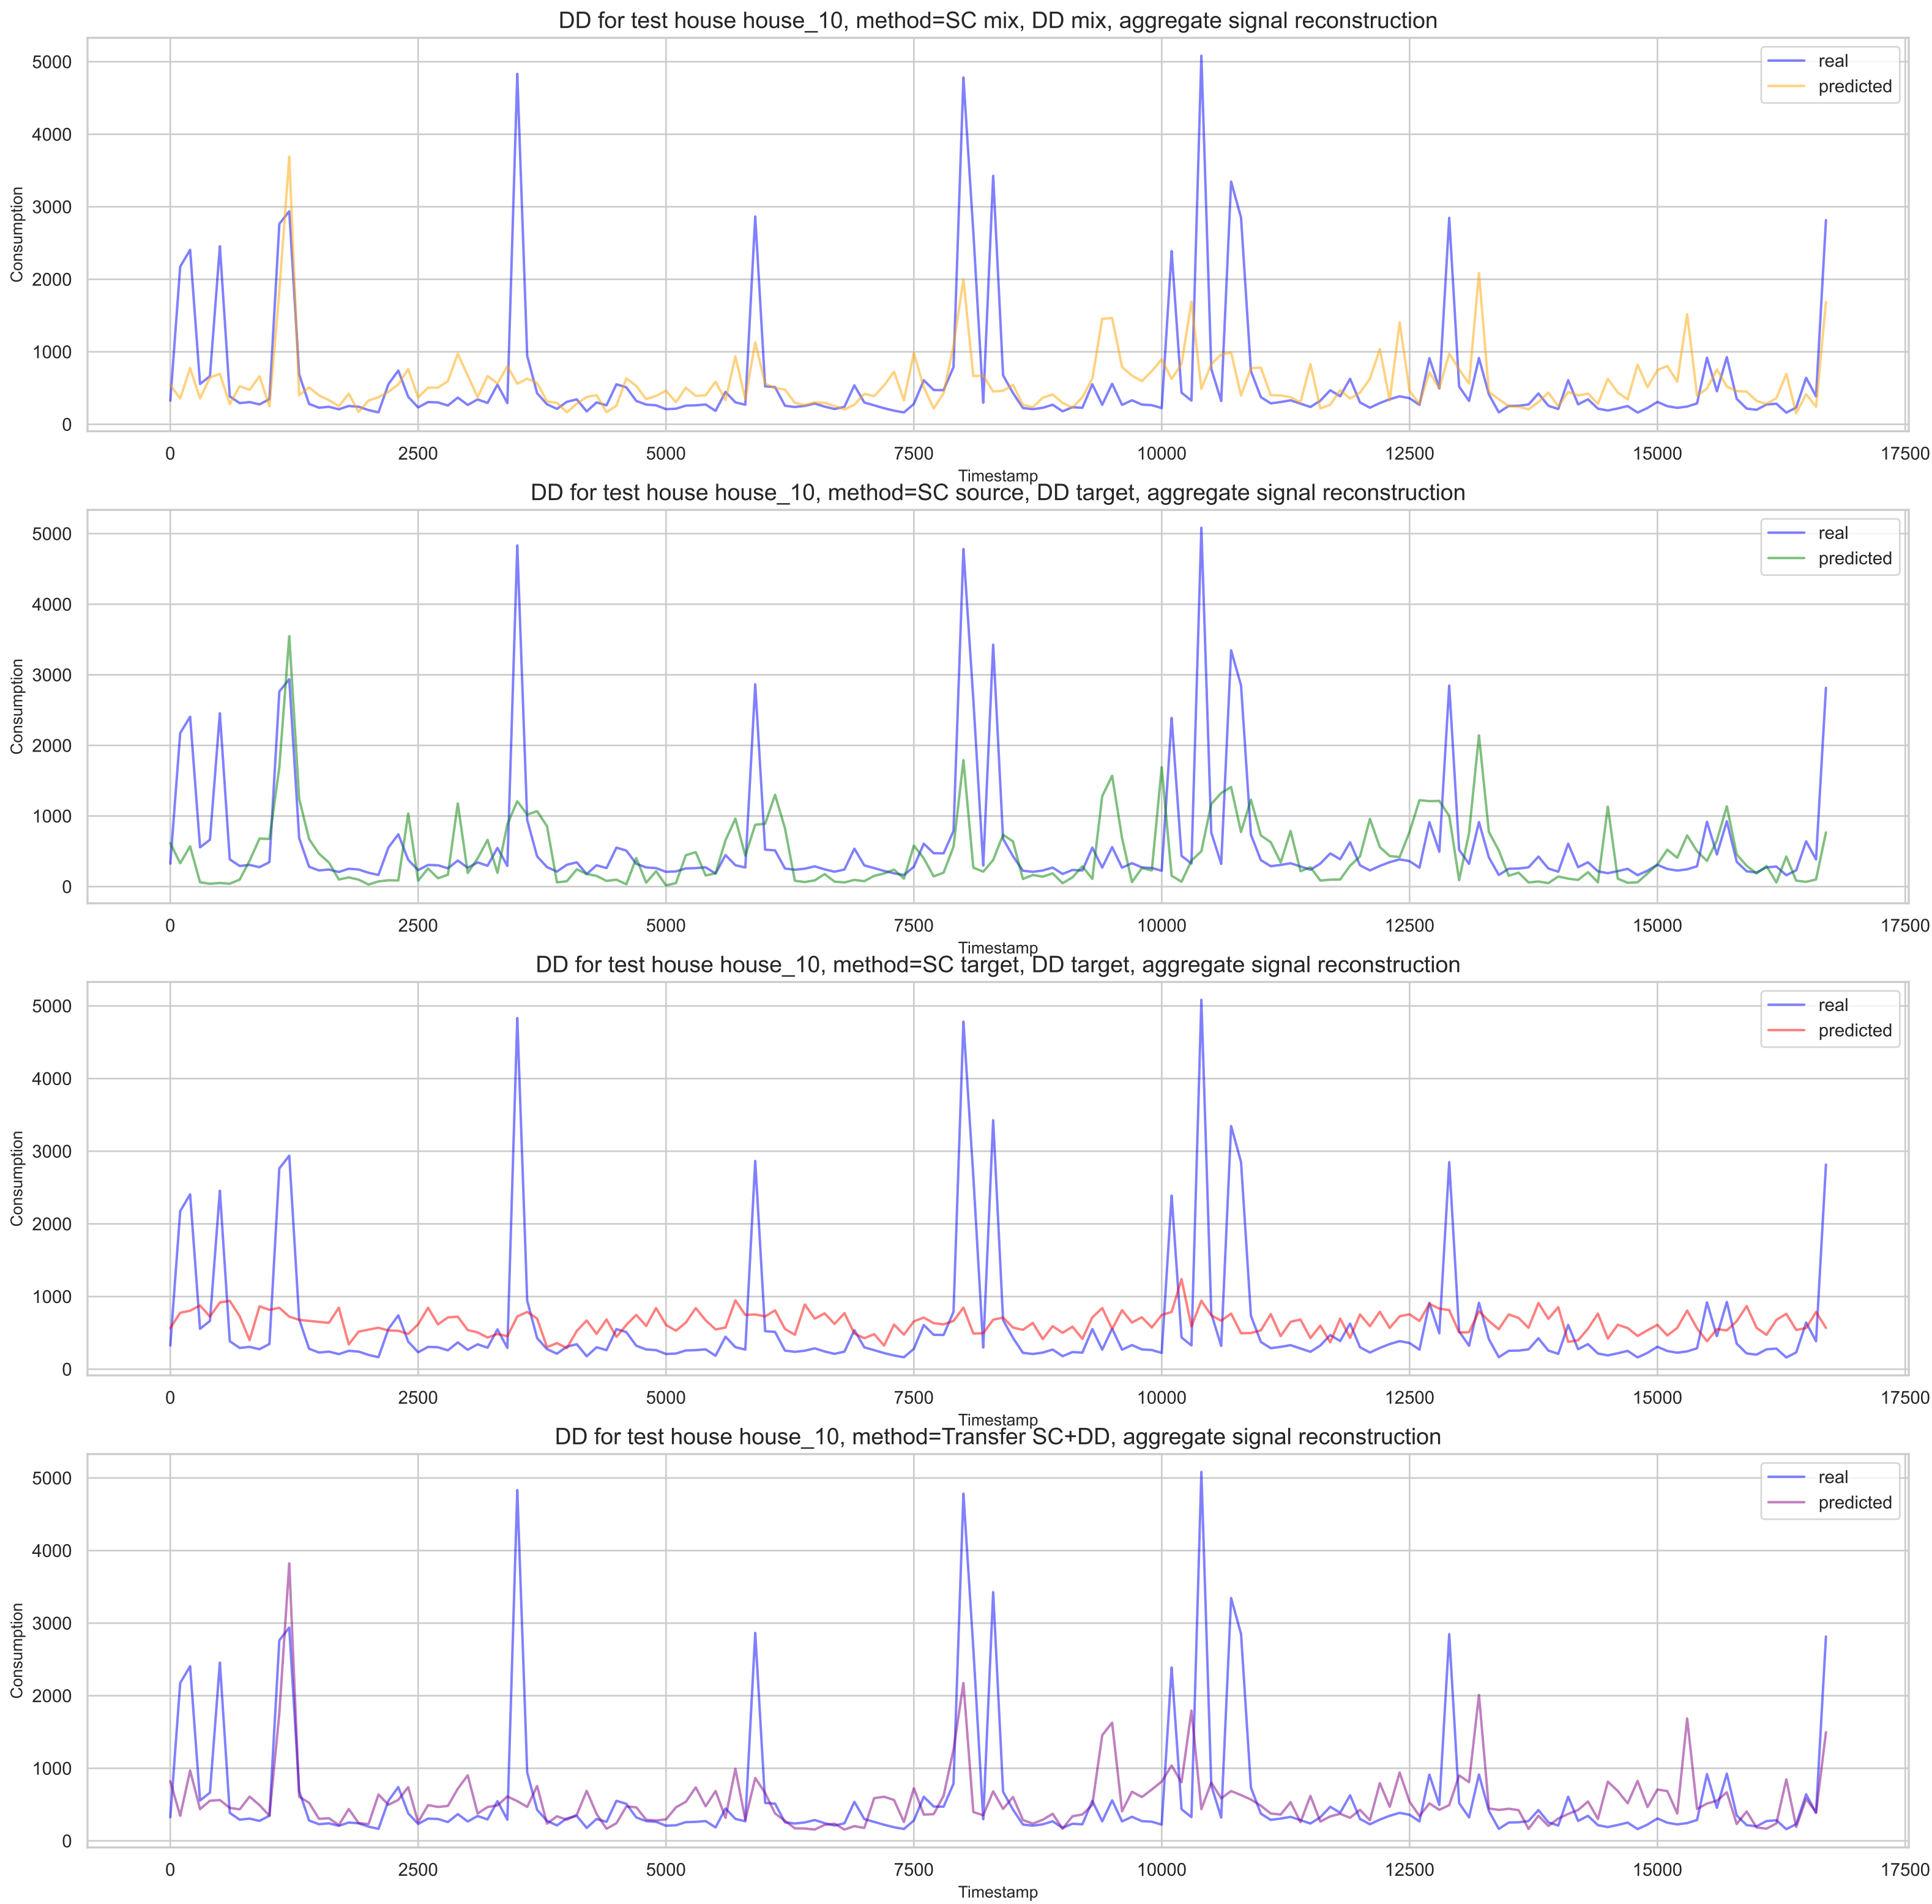 DD for test house house_10, method=SC mix, DD mix, aggregate signal reconstruction
real
predicted
5000
4000
3000
2000
1000
0
Consumption
0 2500 5000 7500 10000 12500 15000 17500
Timestamp
DD for test house house_10, method=SC source, DD target, aggregate signal reconstruction
real
predicted
5000
4000
3000
2000
1000
0
Consumption
0 2500 5000 7500 10000 12500 15000 17500
Timestamp
DD for test house house_10, method=SC target, DD target, aggregate signal reconstruction
real
predicted
5000
4000
3000
2000
1000
0
Consumption
0 2500 5000 7500 10000 12500 15000 17500
Timestamp
DD for test house house_10, method=Transfer SC+DD, aggregate signal reconstruction
real
predicted
5000
4000
3000
2000
1000
0
Consumption
0 2500 5000 7500 10000 12500 15000 17500
Timestamp